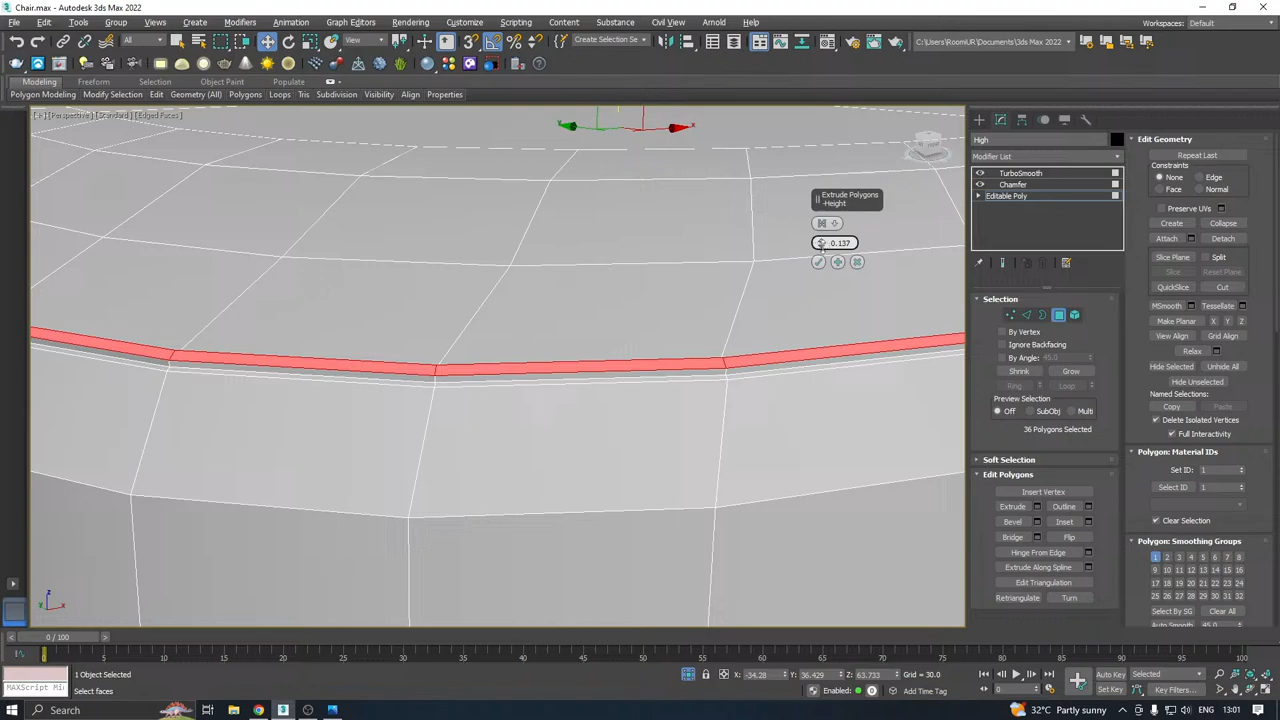 Chair.max - Autodesk 3ds Max 2022
File Edit Tools Group Views Create Modifiers Animation Graph Editors Rendering Customize Scripting Content Substance Civil View Arnold Help
Workspaces: Default
All View Create Selection Se C:\Users\RoomUR\Documents\3ds Max 2022
Modeling Freeform Selection Object Paint Populate
Polygon Modeling Modify Selection Edit Geometry (All) Polygons Loops Tris Subdivision Visibility Align Properties
[+] [Perspective] [Standard] [Edged Faces]
y x x
Extrude Polygons
-Height
0.137
High
Modifier List
TurboSmooth
Chamfer
Editable Poly
Selection
By Vertex
Ignore Backfacing
By Angle: 45.0
Shrink Grow
Ring Loop
Preview Selection
Off SubObj Multi
36 Polygons Selected
Soft Selection
Edit Polygons
Insert Vertex
Extrude Outline
Bevel Inset
Bridge Flip
Hinge From Edge
Extrude Along Spline
Edit Triangulation
Retriangulate Turn
Edit Geometry
Repeat Last
Constraints
None Edge
Face Normal
Preserve UVs
Create Collapse
Attach Detach
Slice Plane Split
Slice Reset Plane
QuickSlice Cut
MSmooth Tessellate
Make Planar X Y Z
View Align Grid Align
Relax
Hide Selected Unhide All
Hide Unselected
Named Selections:
Copy Paste
Delete Isolated Vertices
Full Interactivity
Polygon: Material IDs
Set ID: 1
Select ID 1
Clear Selection
Polygon: Smoothing Groups
1 2 3 4 5 6 7 8
9 10 11 12 13 14 15 16
17 18 19 20 21 22 23 24
25 26 27 28 29 30 31 32
Select By SG Clear All
Auto Smooth 45.0
z
y x
0 / 100
0 5 10 15 20 25 30 35 40 45 50 55 60 65 70 75 80 85 90 95 100
MAXScript Mi
1 Object Selected
Select faces
X: -34.28 Y: 36.429 Z: 63.733 Grid = 30.0
Enabled: Add Time Tag
0
Auto Key Selected
Set Key Key Filters...
Search
32°C Partly sunny ENG 13:01